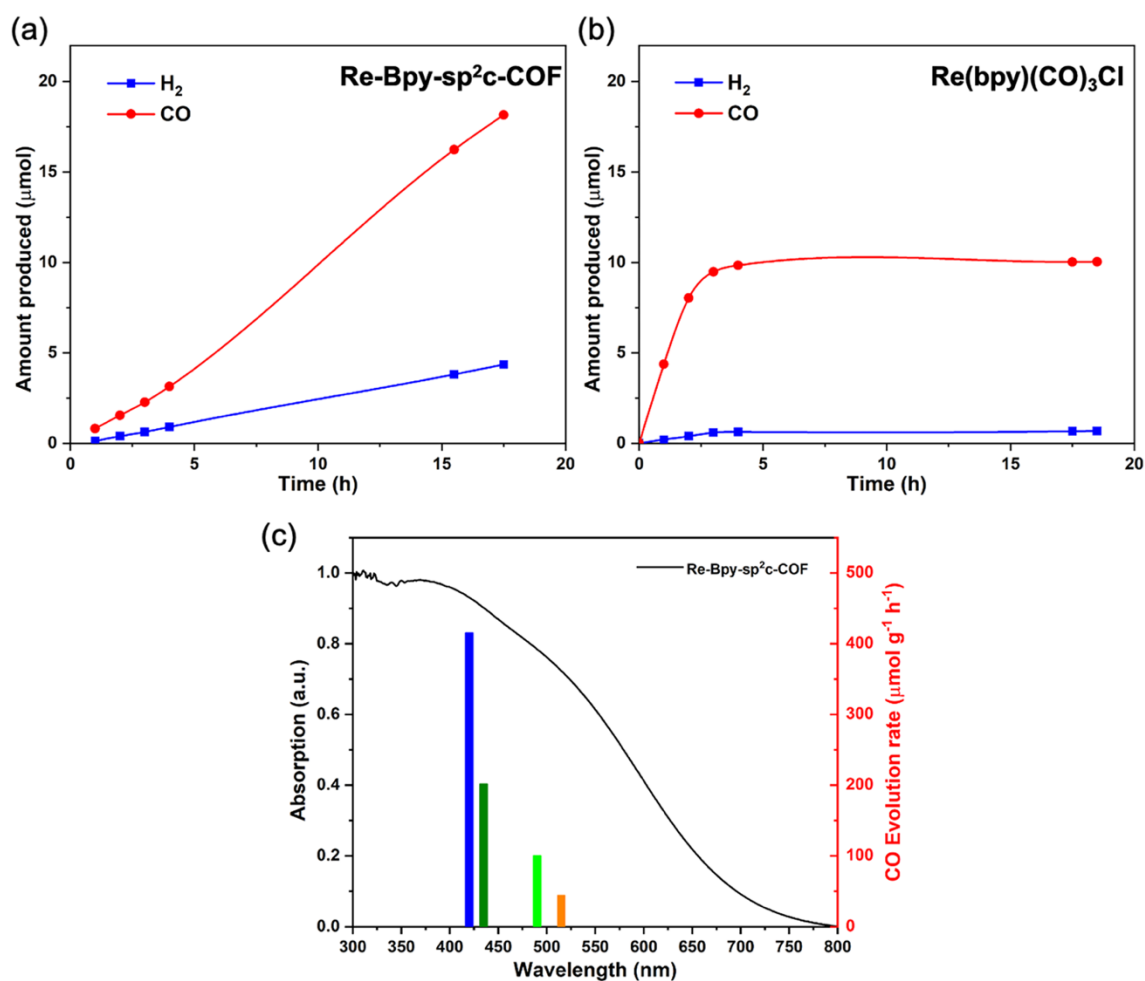 (a)
Re-Bpy-sp²c-COF
H₂
CO
Amount produced (μmol)
20
15
10
5
0
0 5 10 15 20
Time (h)
(b)
Re(bpy)(CO)₃Cl
H₂
CO
Amount produced (μmol)
20
15
10
5
0
0 5 10 15 20
Time (h)
(c)
Re-Bpy-sp²c-COF
Absorption (a.u.)
1.0
0.8
0.6
0.4
0.2
0.0
300 350 400 450 500 550 600 650 700 750 800
Wavelength (nm)
500
400
300
200
100
0
CO Evolution rate (μmol g⁻¹ h⁻¹)